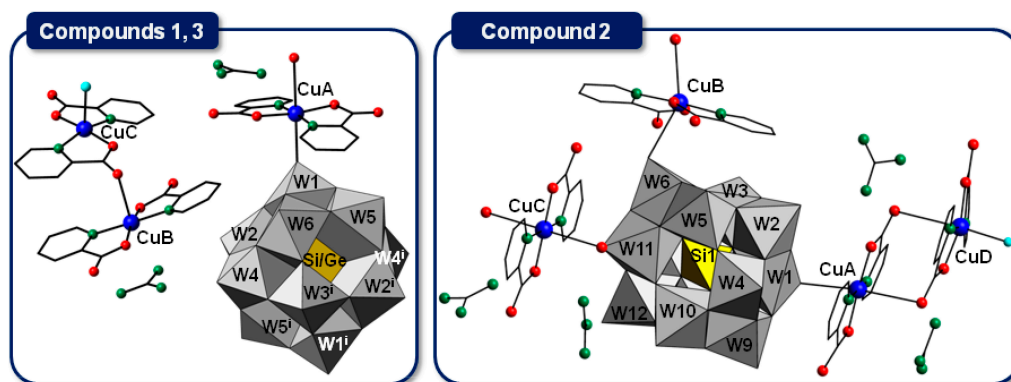 Compounds 1, 3
CuA
CuC
CuB
W1
W6
W5
W2
Si/Ge
W4ⁱ
W4
W3ⁱ
W2ⁱ
W5ⁱ
W1ⁱ
Compound 2
CuB
W6
W3
CuC
W5
W2
W11
Si1
CuD
W4
W1
CuA
W12
W10
W9